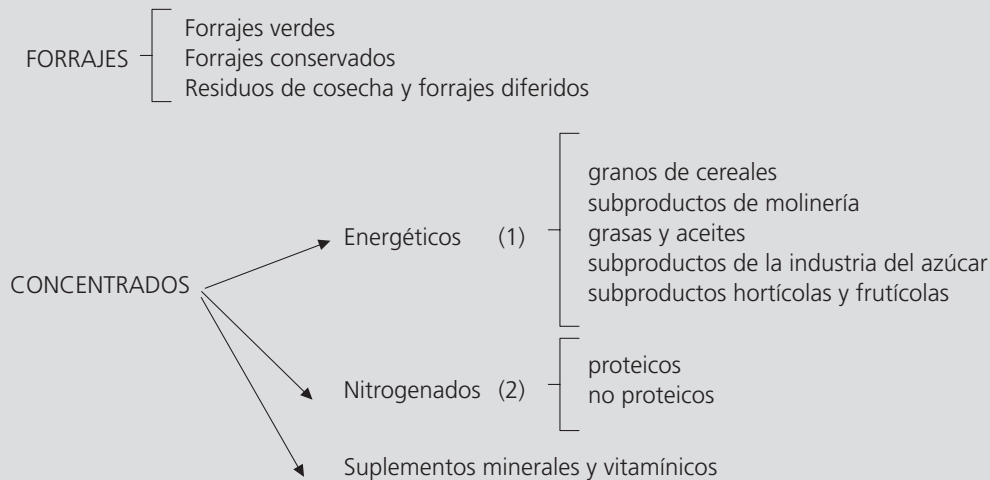 FORRAJES
Forrajes verdes
Forrajes conservados
Residuos de cosecha y forrajes diferidos
CONCENTRADOS
Energéticos (1)
granos de cereales
subproductos de molinería
grasas y aceites
subproductos de la industria del azúcar
subproductos hortícolas y frutícolas
Nitrogenados (2)
proteicos
no proteicos
Suplementos minerales y vitamínicos